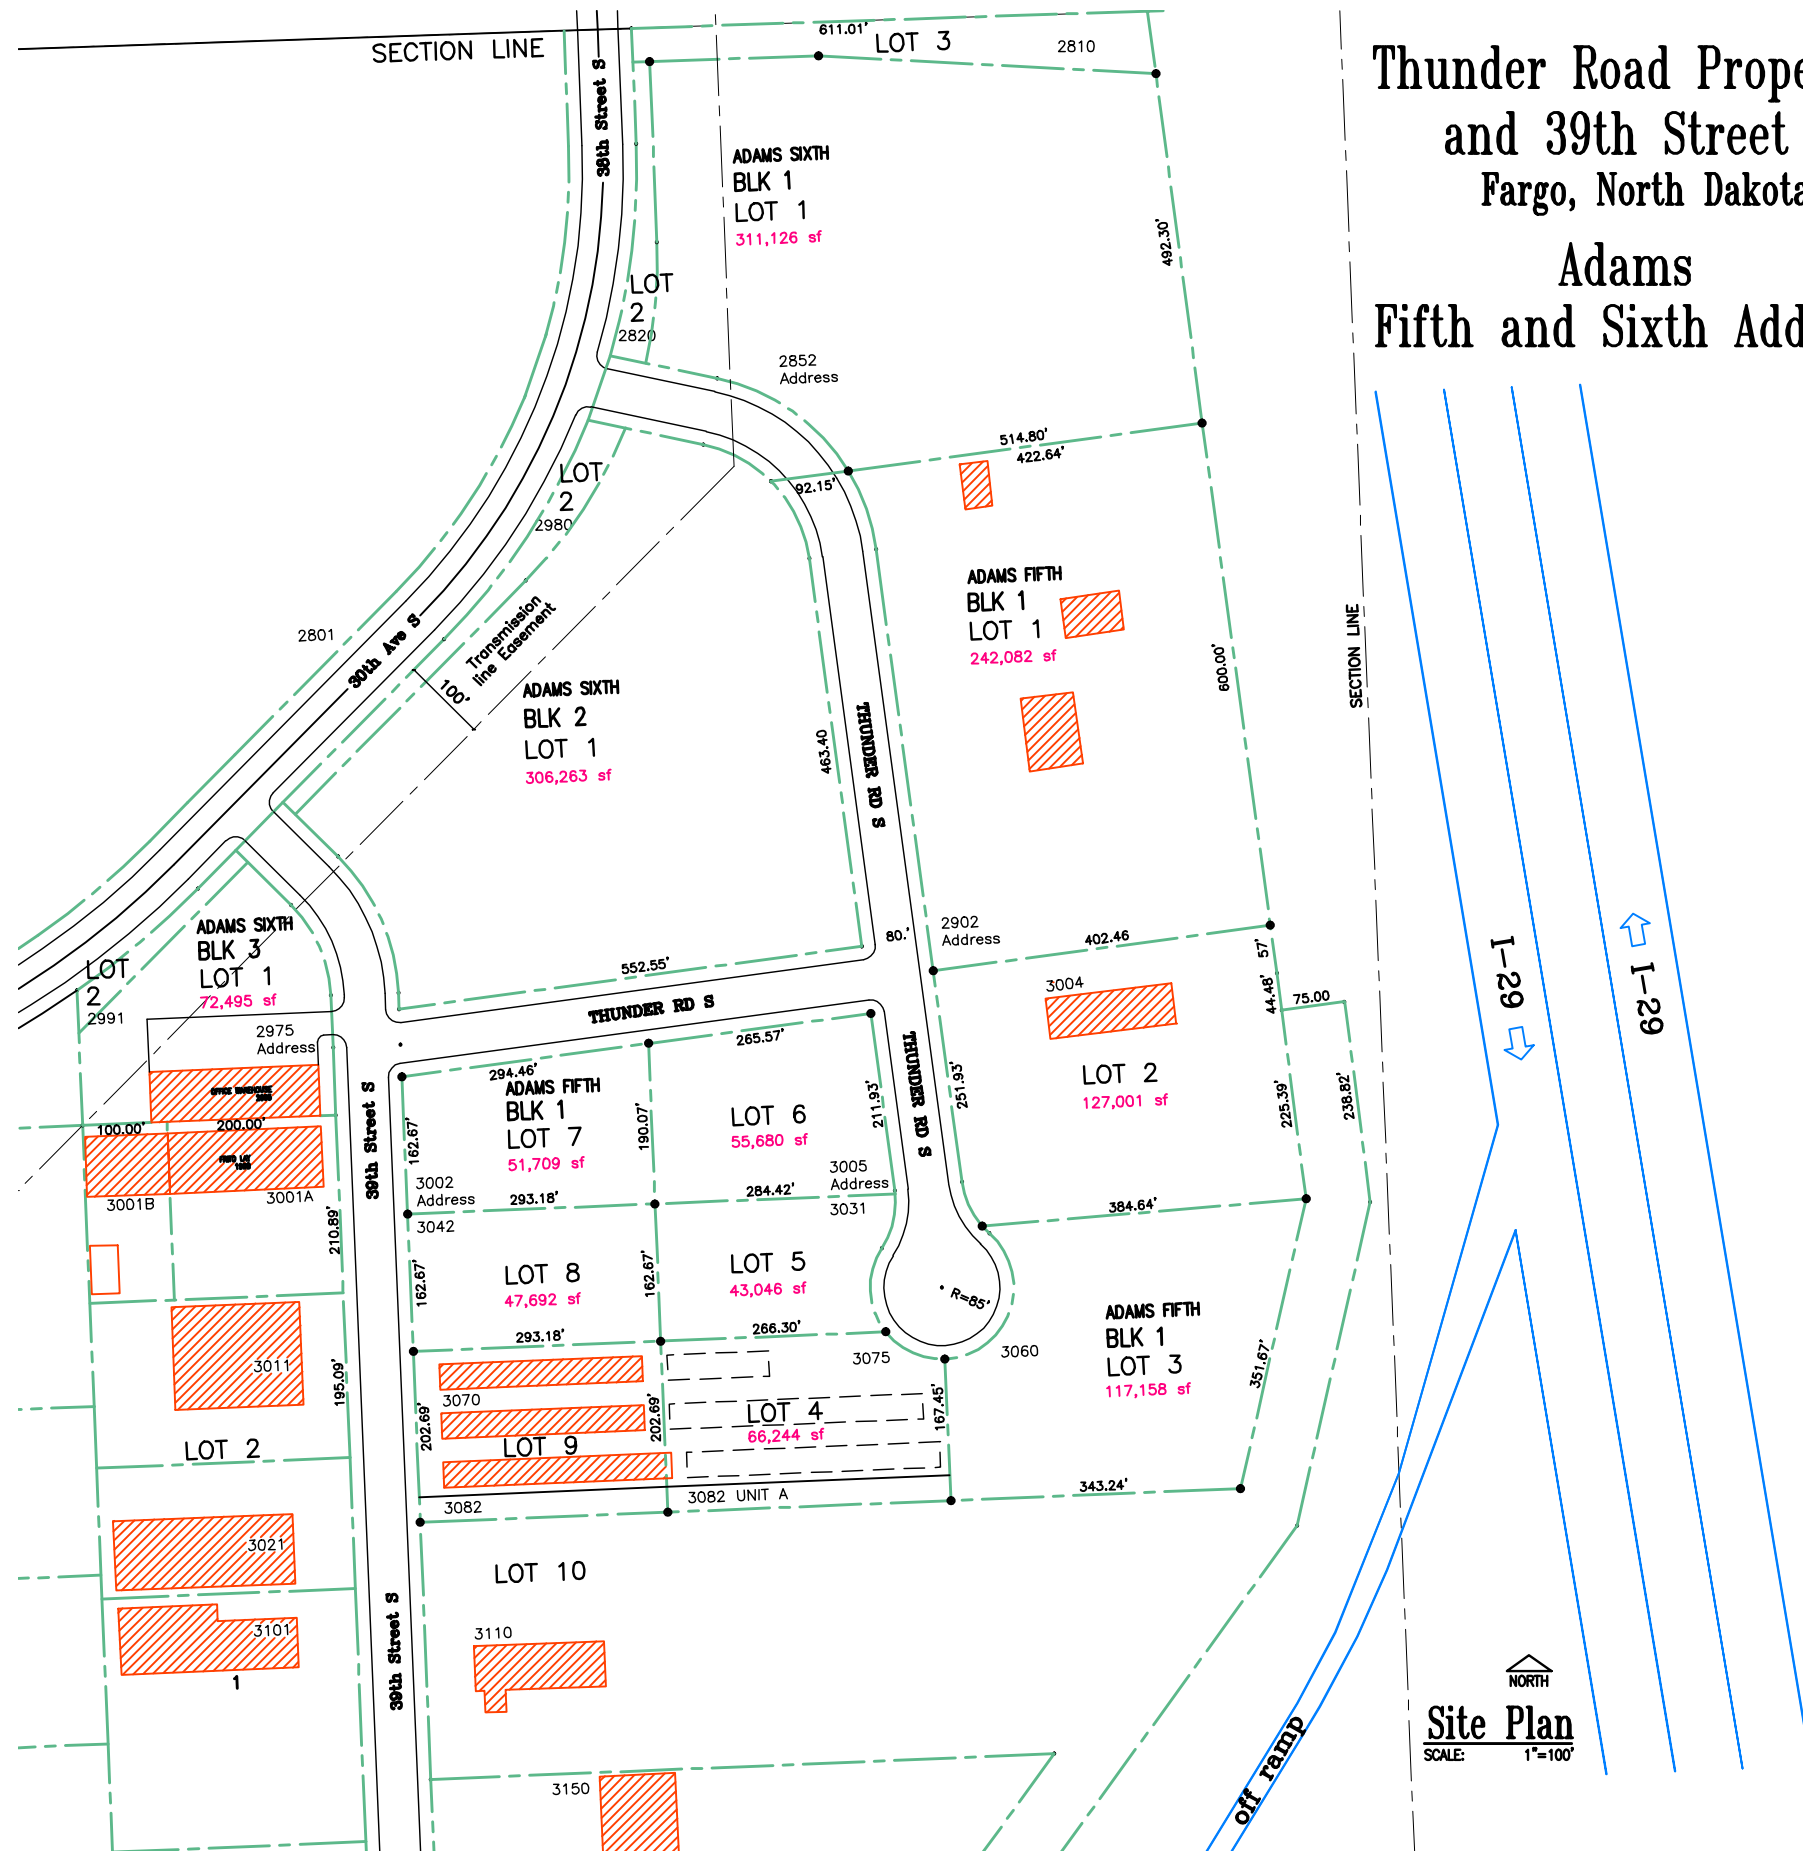 SECTION LINE
611.01'
LOT 3
2810
Thunder Road Prope
and 39th Street
Fargo, North Dakota
Adams
Fifth and Sixth Add
38th Street S
ADAMS SIXTH
BLK 1
LOT 1
311,126 sf
492.30'
LOT
2
2820
2852
Address
514.80'
422.64'
92.15'
LOT
2
2980
ADAMS FIFTH
BLK 1
LOT 1
242,082 sf
600.00'
SECTION LINE
2801
30th Ave S
Transmission
line Easement
100'
ADAMS SIXTH
BLK 2
LOT 1
306,263 sf
463.40
THUNDER RD S
ADAMS SIXTH
BLK 3
LOT 1
72,495 sf
LOT
2
2991
2975
Address
552.55'
THUNDER RD S
80.'
2902
Address
402.46
57'
44.48'
75.00
3004
LOT 2
127,001 sf
225.39'
238.82'
251.93'
I-29
I-29
OFFICE WAREHOUSE
100.00'
200.00'
3001B
3001A
210.89'
39th Street S
294.46'
265.57'
ADAMS FIFTH
BLK 1
LOT 7
51,709 sf
162.67'
190.07'
LOT 6
55,680 sf
211.93'
THUNDER RD S
3002
Address
3042
293.18'
284.42'
3005
Address
3031
384.64'
LOT 8
47,692 sf
162.67'
162.67'
LOT 5
43,046 sf
R=85'
293.18'
266.30'
3075
3060
ADAMS FIFTH
BLK 1
LOT 3
117,158 sf
351.67'
3011
195.09'
3070
202.69'
202.69'
LOT 9
LOT 4
66,244 sf
167.45'
LOT 2
3082
3082 UNIT A
343.24'
3021
LOT 10
3101
1
39th Street S
3110
3150
off ramp
NORTH
Site Plan
SCALE: 1"=100'